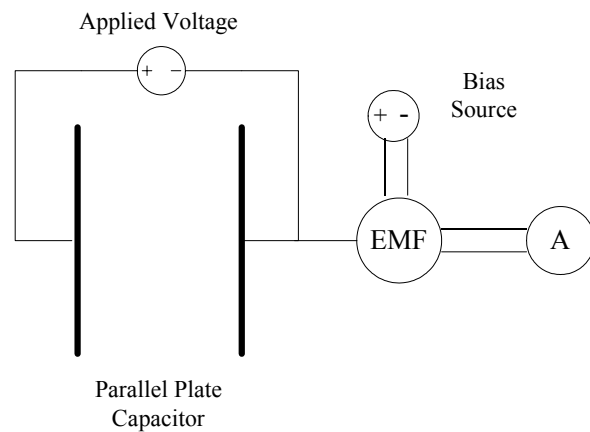 Applied Voltage
+ −
Bias
Source
+ -
EMF
A
Parallel Plate
Capacitor